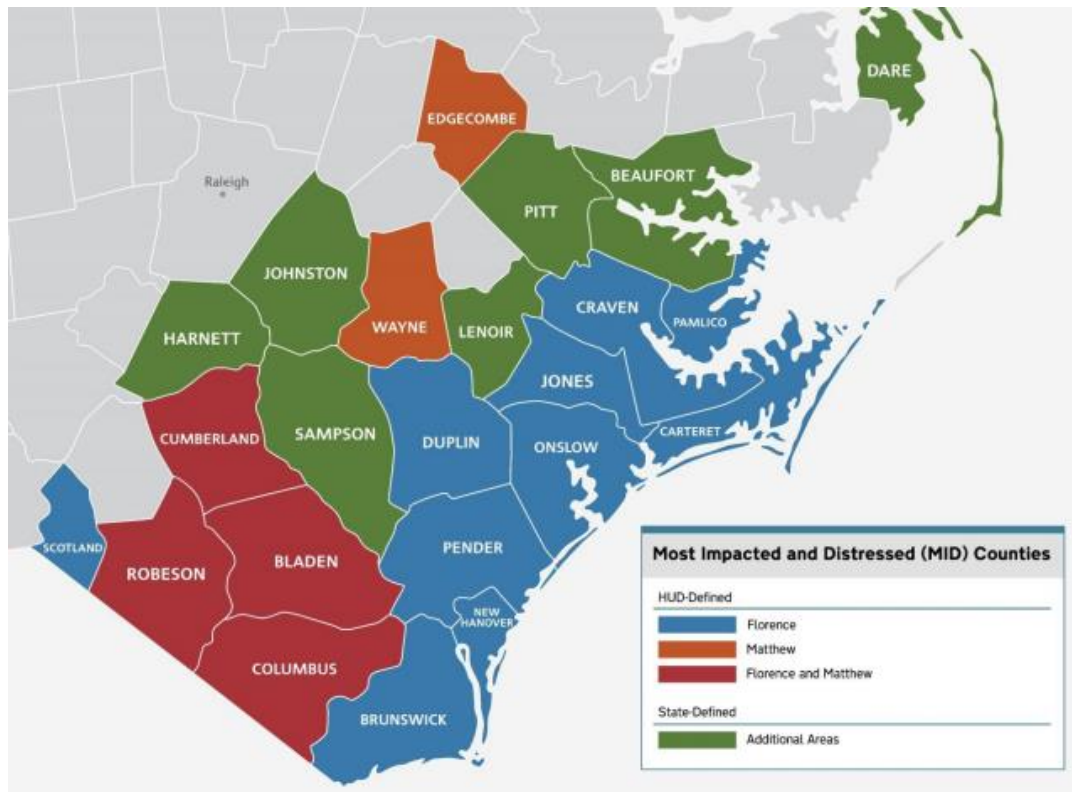 DARE
EDGECOMBE
BEAUFORT
Raleigh
PITT
JOHNSTON
CRAVEN
PAMLICO
WAYNE
LENOIR
HARNETT
JONES
CARTERET
SAMPSON
CUMBERLAND
DUPLIN
ONSLOW
SCOTLAND
PENDER
BLADEN
ROBESON
NEW
HANOVER
COLUMBUS
BRUNSWICK
Most Impacted and Distressed (MID) Counties
HUD-Defined
Florence
Matthew
Florence and Matthew
State-Defined
Additional Areas